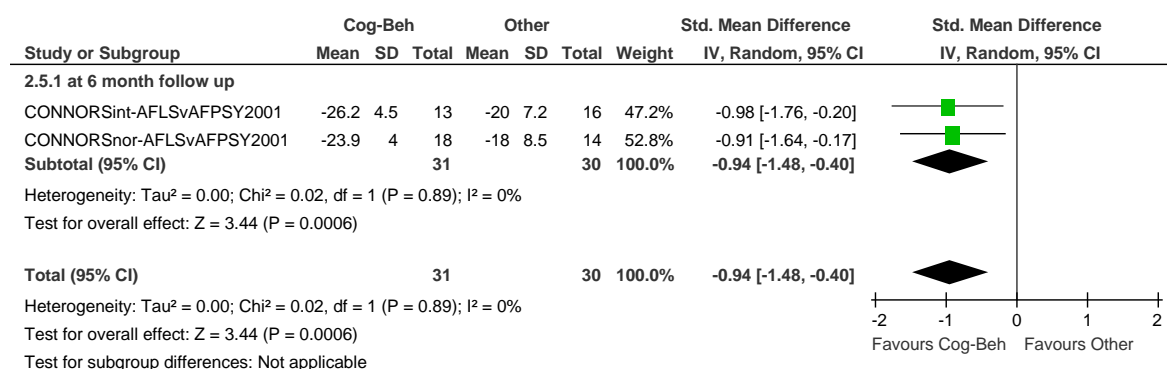 Cog-Beh Other Std. Mean Difference Std. Mean Difference
Study or Subgroup Mean SD Total Mean SD Total Weight IV, Random, 95% CI IV, Random, 95% CI
2.5.1 at 6 month follow up
CONNORSint-AFLSvAFPSY2001 -26.2 4.5 13 -20 7.2 16 47.2% -0.98 [-1.76, -0.20]
CONNORSnor-AFLSvAFPSY2001 -23.9 4 18 -18 8.5 14 52.8% -0.91 [-1.64, -0.17]
Subtotal (95% CI) 31 30 100.0% -0.94 [-1.48, -0.40]
Heterogeneity: Tau² = 0.00; Chi² = 0.02, df = 1 (P = 0.89); I² = 0%
Test for overall effect: Z = 3.44 (P = 0.0006)
Total (95% CI) 31 30 100.0% -0.94 [-1.48, -0.40]
Heterogeneity: Tau² = 0.00; Chi² = 0.02, df = 1 (P = 0.89); I² = 0%
Test for overall effect: Z = 3.44 (P = 0.0006)
Test for subgroup differences: Not applicable
-2 -1 0 1 2
Favours Cog-Beh Favours Other